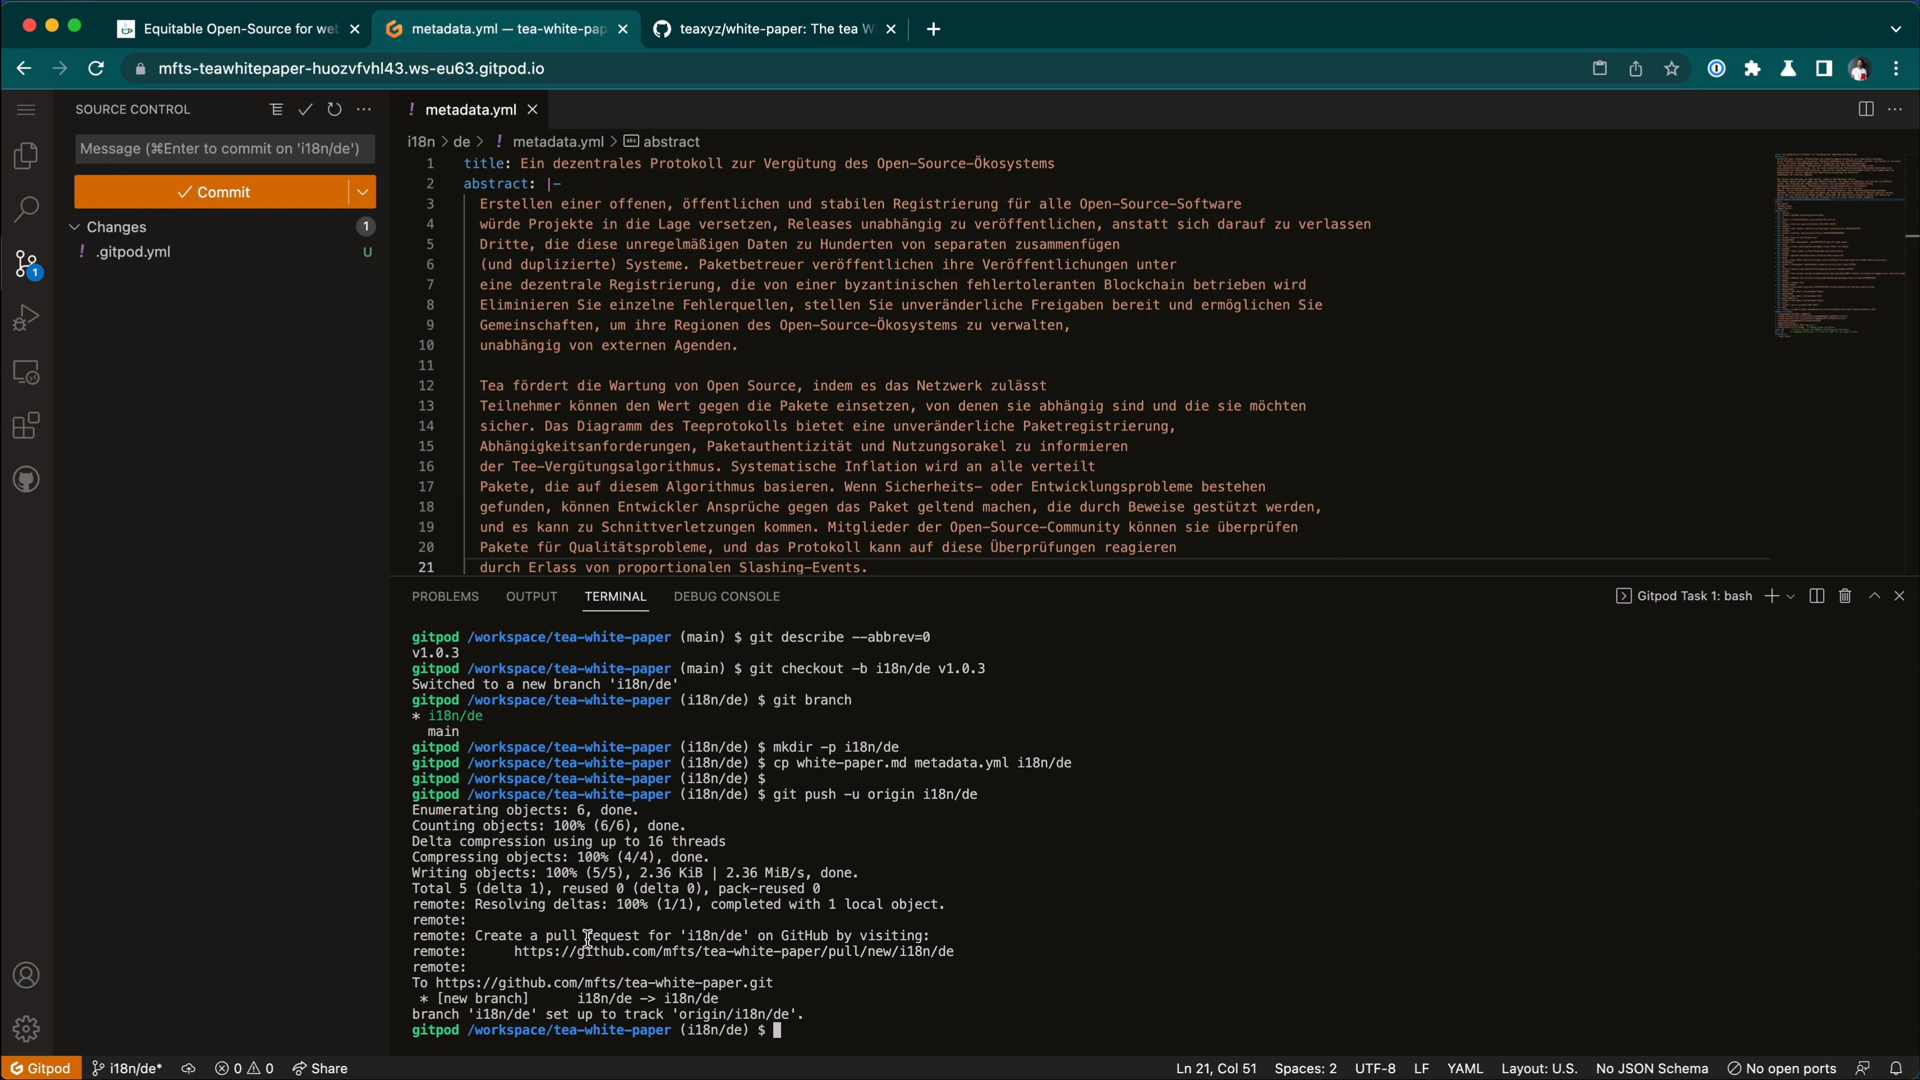 Equitable Open-Source for web
metadata.yml — tea-white-pap
teaxyz/white-paper: The tea W
mfts-teawhitepaper-huozvfvhl43.ws-eu63.gitpod.io
SOURCE CONTROL
Message (⌘Enter to commit on 'i18n/de')
Commit
Changes
1
! .gitpod.yml
U
1
! metadata.yml
i18n > de > ! metadata.yml > abc abstract
1 title: Ein dezentrales Protokoll zur Vergütung des Open-Source-Ökosystems
2 abstract: |-
3 Erstellen einer offenen, öffentlichen und stabilen Registrierung für alle Open-Source-Software
4 würde Projekte in die Lage versetzen, Releases unabhängig zu veröffentlichen, anstatt sich darauf zu verlassen
5 Dritte, die diese unregelmäßigen Daten zu Hunderten von separaten zusammenfügen
6 (und duplizierte) Systeme. Paketbetreuer veröffentlichen ihre Veröffentlichungen unter
7 eine dezentrale Registrierung, die von einer byzantinischen fehlertoleranten Blockchain betrieben wird
8 Eliminieren Sie einzelne Fehlerquellen, stellen Sie unveränderliche Freigaben bereit und ermöglichen Sie
9 Gemeinschaften, um ihre Regionen des Open-Source-Ökosystems zu verwalten,
10 unabhängig von externen Agenden.
11
12 Tea fördert die Wartung von Open Source, indem es das Netzwerk zulässt
13 Teilnehmer können den Wert gegen die Pakete einsetzen, von denen sie abhängig sind und die sie möchten
14 sicher. Das Diagramm des Teeprotokolls bietet eine unveränderliche Paketregistrierung,
15 Abhängigkeitsanforderungen, Paketauthentizität und Nutzungsorakel zu informieren
16 der Tee-Vergütungsalgorithmus. Systematische Inflation wird an alle verteilt
17 Pakete, die auf diesem Algorithmus basieren. Wenn Sicherheits- oder Entwicklungsprobleme bestehen
18 gefunden, können Entwickler Ansprüche gegen das Paket geltend machen, die durch Beweise gestützt werden,
19 und es kann zu Schnittverletzungen kommen. Mitglieder der Open-Source-Community können sie überprüfen
20 Pakete für Qualitätsprobleme, und das Protokoll kann auf diese Überprüfungen reagieren
21 durch Erlass von proportionalen Slashing-Events.
PROBLEMS OUTPUT TERMINAL DEBUG CONSOLE
Gitpod Task 1: bash
gitpod /workspace/tea-white-paper (main) $ git describe --abbrev=0
v1.0.3
gitpod /workspace/tea-white-paper (main) $ git checkout -b i18n/de v1.0.3
Switched to a new branch 'i18n/de'
gitpod /workspace/tea-white-paper (i18n/de) $ git branch
* i18n/de
main
gitpod /workspace/tea-white-paper (i18n/de) $ mkdir -p i18n/de
gitpod /workspace/tea-white-paper (i18n/de) $ cp white-paper.md metadata.yml i18n/de
gitpod /workspace/tea-white-paper (i18n/de) $
gitpod /workspace/tea-white-paper (i18n/de) $ git push -u origin i18n/de
Enumerating objects: 6, done.
Counting objects: 100% (6/6), done.
Delta compression using up to 16 threads
Compressing objects: 100% (4/4), done.
Writing objects: 100% (5/5), 2.36 KiB | 2.36 MiB/s, done.
Total 5 (delta 1), reused 0 (delta 0), pack-reused 0
remote: Resolving deltas: 100% (1/1), completed with 1 local object.
remote:
remote: Create a pull request for 'i18n/de' on GitHub by visiting:
remote: https://github.com/mfts/tea-white-paper/pull/new/i18n/de
remote:
To https://github.com/mfts/tea-white-paper.git
* [new branch] i18n/de -> i18n/de
branch 'i18n/de' set up to track 'origin/i18n/de'.
gitpod /workspace/tea-white-paper (i18n/de) $
Gitpod i18n/de* 0 0 Share Ln 21, Col 51 Spaces: 2 UTF-8 LF YAML Layout: U.S. No JSON Schema No open ports